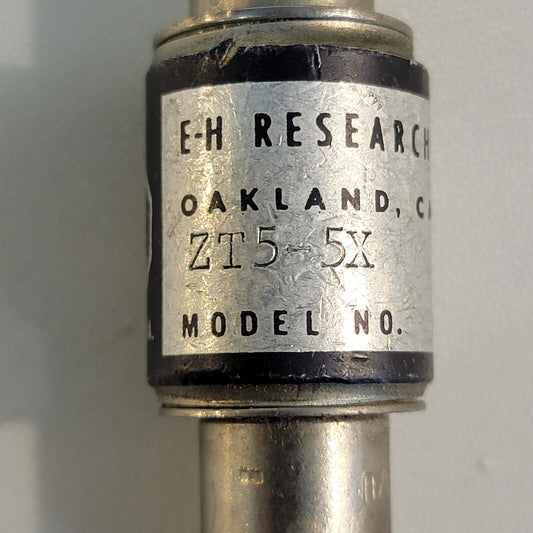 E-H RESEARCH
OAKLAND, CA
ZT5-5X
MODEL NO.